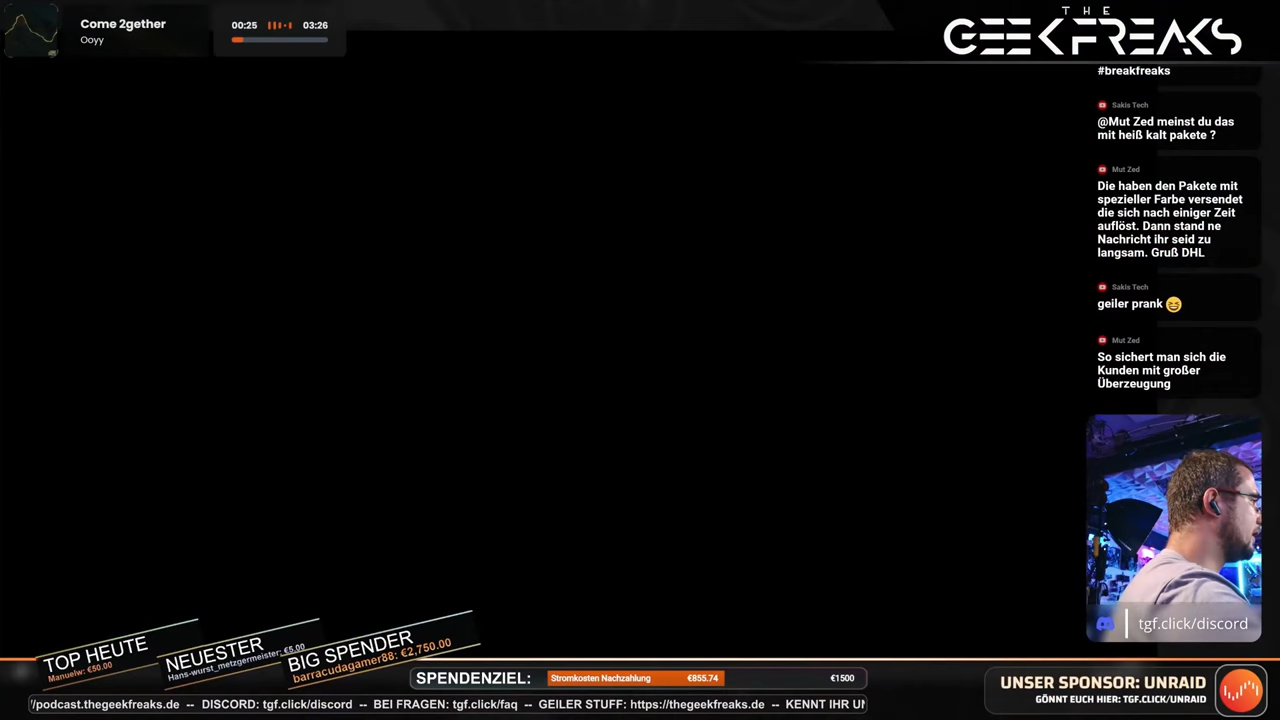 Come 2gether
Ooyy
00:25
03:26
THE
GEEKFREAKS
#breakfreaks
Sakis Tech
@Mut Zed meinst du das
mit heiß kalt pakete ?
Mut Zed
Die haben den Pakete mit
spezieller Farbe versendet
die sich nach einiger Zeit
auflöst. Dann stand ne
Nachricht ihr seid zu
langsam. Gruß DHL
Sakis Tech
geiler prank 😆
Mut Zed
So sichert man sich die
Kunden mit großer
Überzeugung
tgf.click/discord
TOP HEUTE
Manuelw: €50.00
NEUESTER
Hans-wurst_metzgermeister: €5.00
BIG SPENDER
barracudagamer88: €2,750.00
SPENDENZIEL:
Stromkosten Nachzahlung
€855.74
€1500
UNSER SPONSOR: UNRAID
GÖNNT EUCH HIER: TGF.CLICK/UNRAID
/podcast.thegeekfreaks.de -- DISCORD: tgf.click/discord -- BEI FRAGEN: tgf.click/faq -- GEILER STUFF: https://thegeekfreaks.de -- KENNT IHR UN